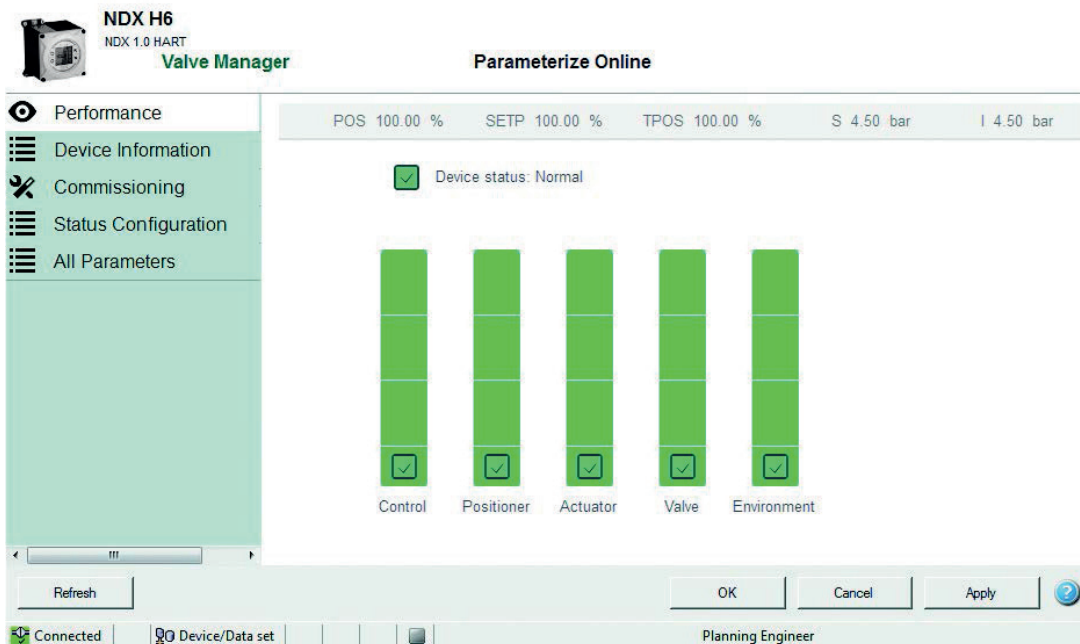 NDX H6
NDX 1.0 HART
Valve Manager
Parameterize Online
Performance
Device Information
Commissioning
Status Configuration
All Parameters
POS 100.00 % SETP 100.00 % TPOS 100.00 % S 4.50 bar I 4.50 bar
Device status: Normal
Control Positioner Actuator Valve Environment
Refresh OK Cancel Apply ?
Connected Device/Data set Planning Engineer